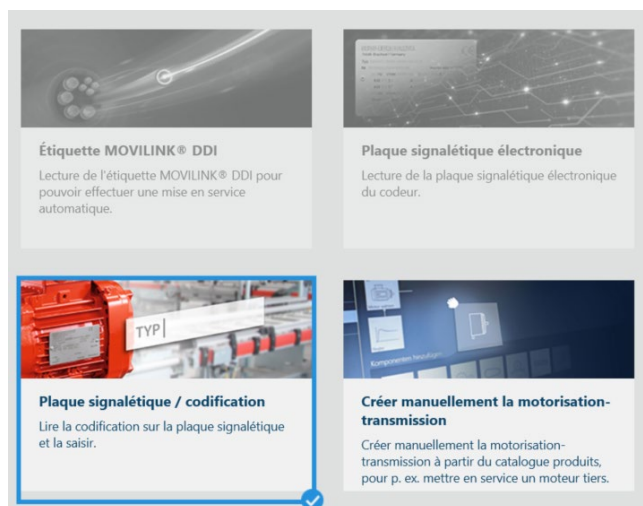 Étiquette MOVILINK® DDI
Lecture de l'étiquette MOVILINK® DDI pour
pouvoir effectuer une mise en service
automatique.
Plaque signalétique électronique
Lecture de la plaque signalétique électronique
du codeur.
TYP
Plaque signalétique / codification
Lire la codification sur la plaque signalétique
et la saisir.
Komponenten hinzufügen
Créer manuellement la motorisation-
transmission
Créer manuellement la motorisation-
transmission à partir du catalogue produits,
pour p. ex. mettre en service un moteur tiers.